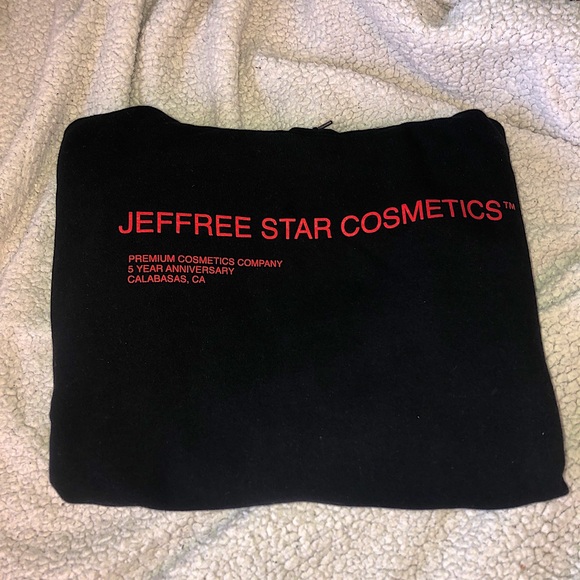 JEFFREE STAR COSMETICS™
PREMIUM COSMETICS COMPANY
5 YEAR ANNIVERSARY
CALABASAS, CA